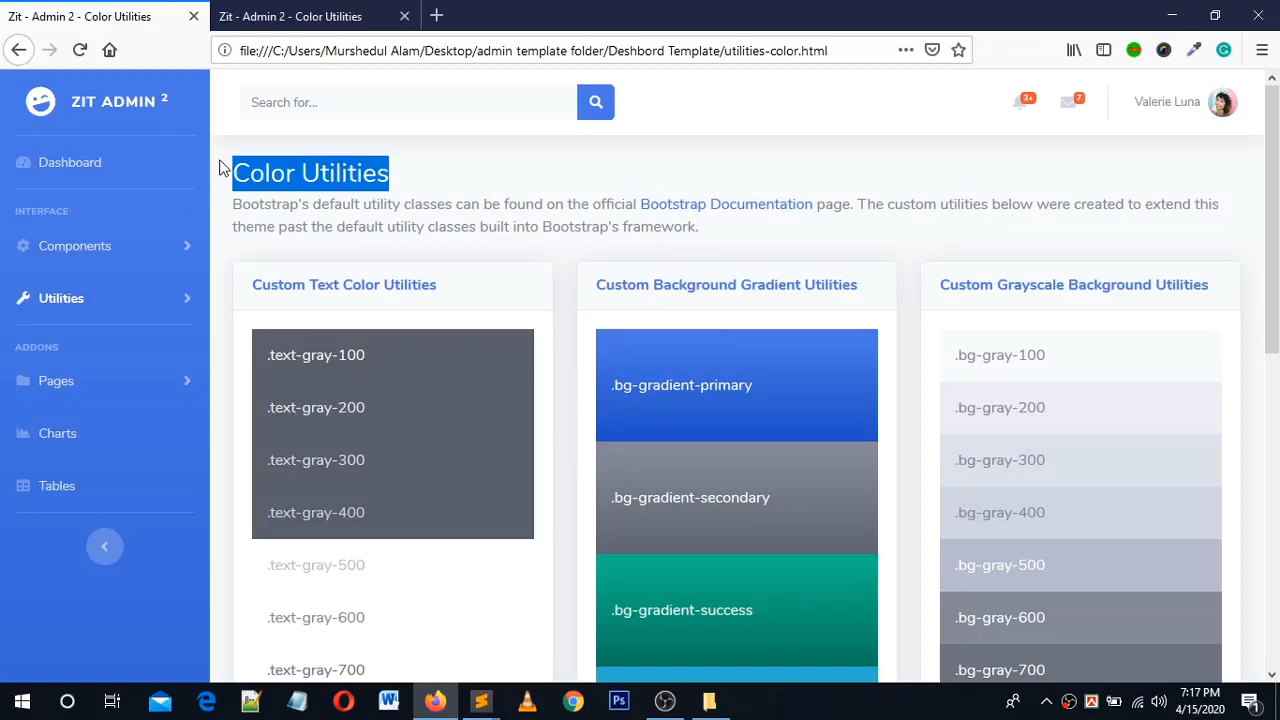 Zit - Admin 2 - Color Utilities
Zit - Admin 2 - Color Utilities
file:///C:/Users/Murshedul Alam/Desktop/admin template folder/Deshbord Template/utilities-color.html
ZIT ADMIN 2
Search for...
3+
7
Valerie Luna
Dashboard
INTERFACE
Components
Utilities
ADDONS
Pages
Charts
Tables
Color Utilities
Bootstrap's default utility classes can be found on the official Bootstrap Documentation page. The custom utilities below were created to extend this
theme past the default utility classes built into Bootstrap's framework.
Custom Text Color Utilities
.text-gray-100
.text-gray-200
.text-gray-300
.text-gray-400
.text-gray-500
.text-gray-600
.text-gray-700
Custom Background Gradient Utilities
.bg-gradient-primary
.bg-gradient-secondary
.bg-gradient-success
Custom Grayscale Background Utilities
.bg-gray-100
.bg-gray-200
.bg-gray-300
.bg-gray-400
.bg-gray-500
.bg-gray-600
.bg-gray-700
7:17 PM
4/15/2020